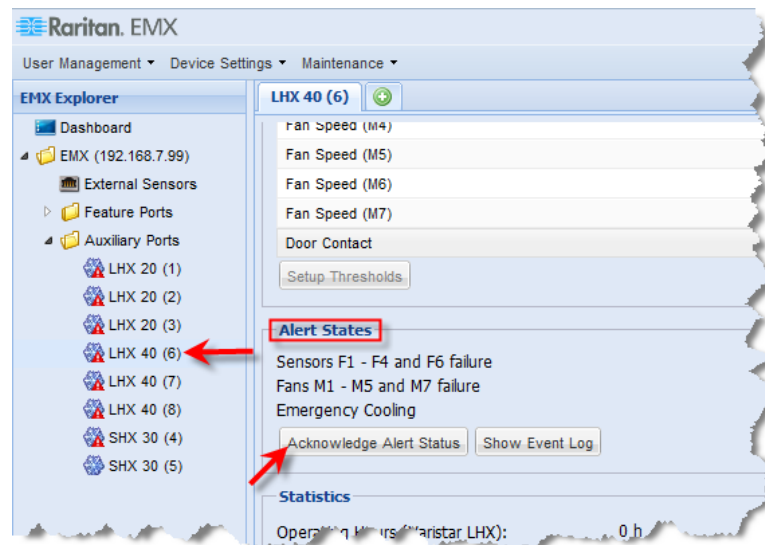 Raritan. EMX
User Management Device Settings Maintenance
EMX Explorer
Dashboard
EMX (192.168.7.99)
External Sensors
Feature Ports
Auxiliary Ports
LHX 20 (1)
LHX 20 (2)
LHX 20 (3)
LHX 40 (6)
LHX 40 (7)
LHX 40 (8)
SHX 30 (4)
SHX 30 (5)
LHX 40 (6)
Fan Speed (M4)
Fan Speed (M5)
Fan Speed (M6)
Fan Speed (M7)
Door Contact
Setup Thresholds
Alert States
Sensors F1 - F4 and F6 failure
Fans M1 - M5 and M7 failure
Emergency Cooling
Acknowledge Alert Status Show Event Log
Statistics
Operating Hours (Varistar LHX): 0 h